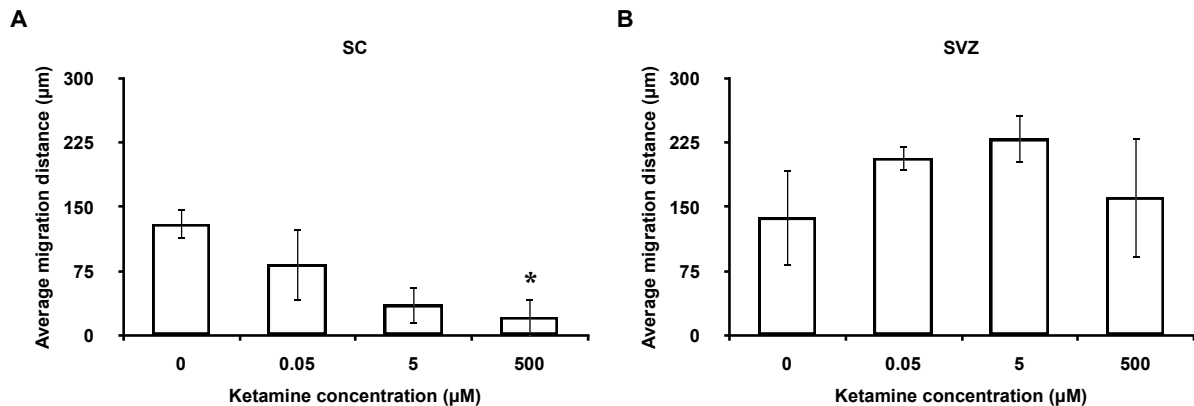 A
SC
Average migration distance (µm)
300
225
150
75
0
*
0 0.05 5 500
Ketamine concentration (µM)
B
SVZ
Average migration distance (µm)
300
225
150
75
0
0 0.05 5 500
Ketamine concentration (µM)